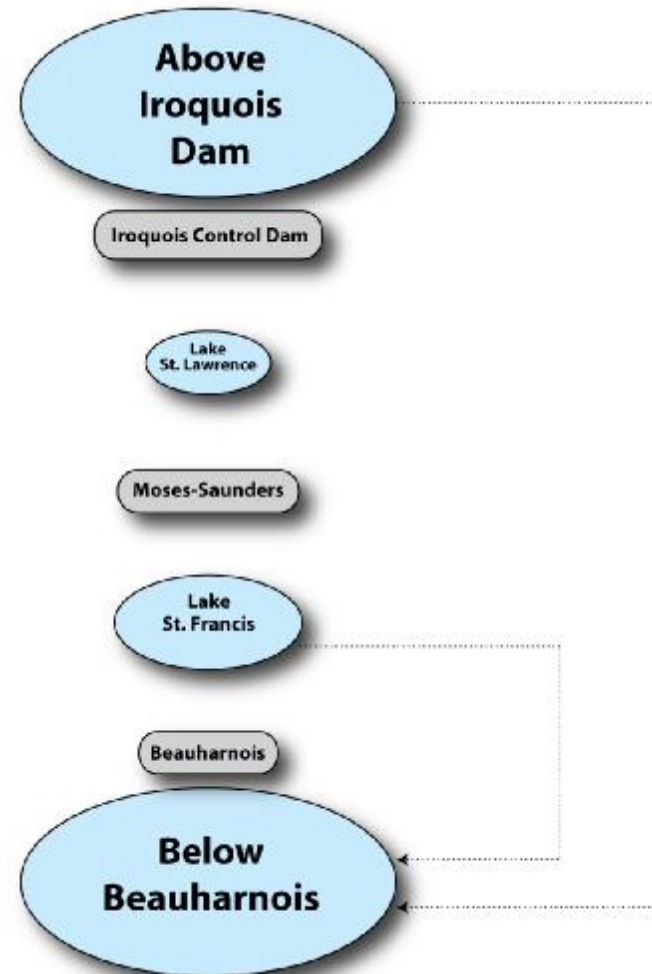 Above
Iroquois
Dam
Iroquois Control Dam
Lake
St. Lawrence
Moses-Saunders
Lake
St. Francis
Beauharnois
Below
Beauharnois